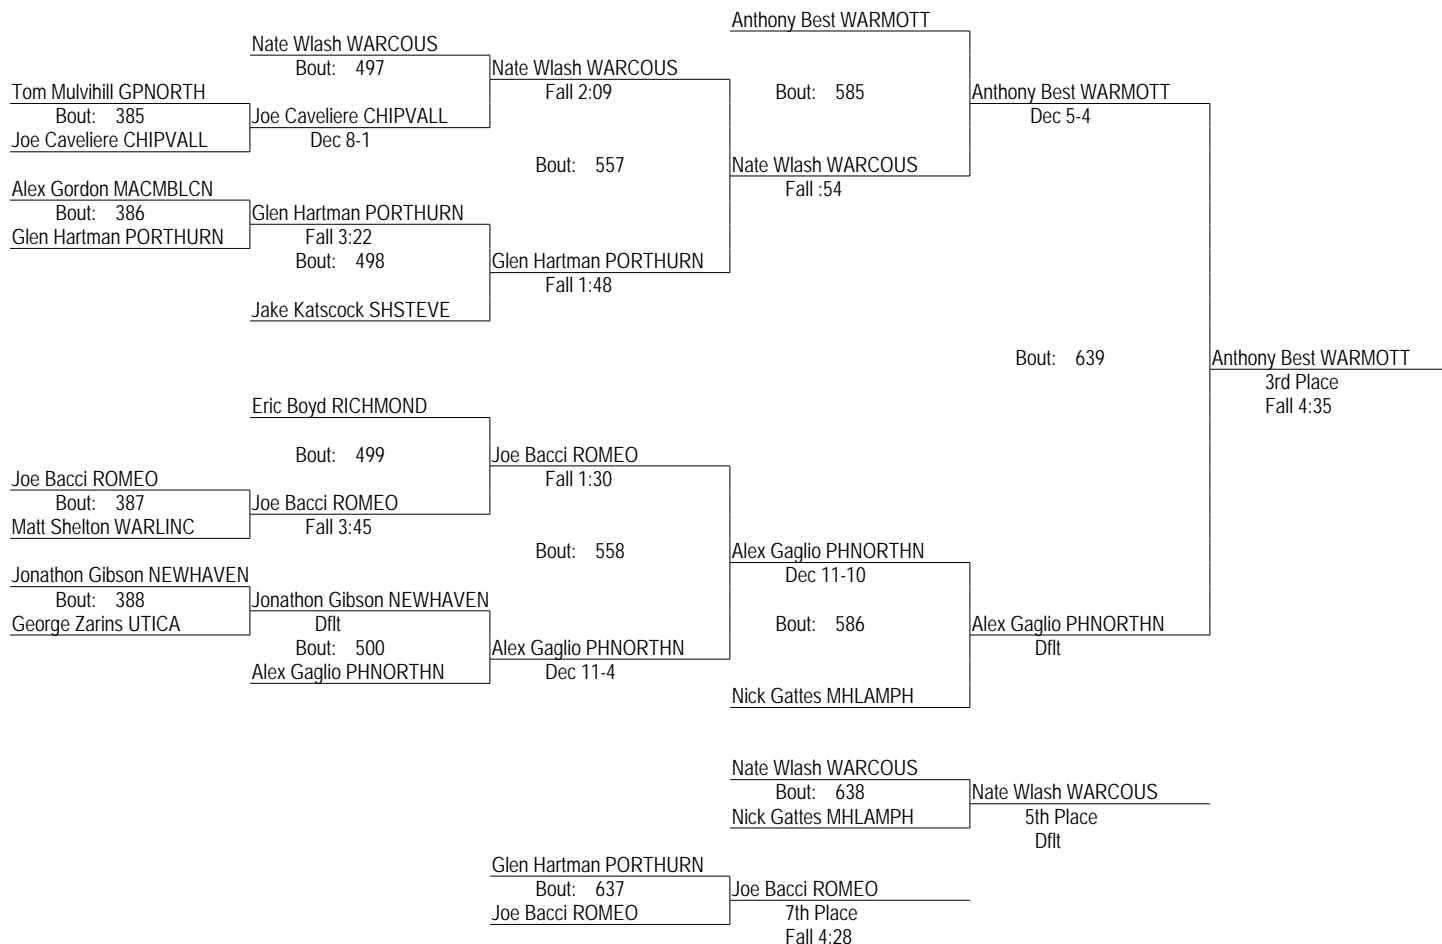 Anthony Best WARMOTT
Nate Wlash WARCOUS
Bout: 497
Nate Wlash WARCOUS
Fall 2:09
Tom Mulvihill GPNORTH
Bout: 385
Joe Caveliere CHIPVALL
Joe Caveliere CHIPVALL
Dec 8-1
Bout: 585
Anthony Best WARMOTT
Dec 5-4
Bout: 557
Nate Wlash WARCOUS
Fall :54
Alex Gordon MACMBLCN
Bout: 386
Glen Hartman PORTHURN
Glen Hartman PORTHURN
Fall 3:22
Bout: 498
Glen Hartman PORTHURN
Fall 1:48
Jake Katscock SHSTEVE
Bout: 639
Anthony Best WARMOTT
3rd Place
Fall 4:35
Eric Boyd RICHMOND
Bout: 499
Joe Bacci ROMEO
Fall 1:30
Joe Bacci ROMEO
Bout: 387
Matt Shelton WARLINC
Joe Bacci ROMEO
Fall 3:45
Bout: 558
Alex Gaglio PHNORTHN
Dec 11-10
Jonathon Gibson NEWHAVEN
Bout: 388
George Zarins UTICA
Jonathon Gibson NEWHAVEN
Dflt
Bout: 500
Alex Gaglio PHNORTHN
Alex Gaglio PHNORTHN
Dec 11-4
Bout: 586
Alex Gaglio PHNORTHN
Dflt
Nick Gattes MHLAMPH
Nate Wlash WARCOUS
Bout: 638
Nick Gattes MHLAMPH
Nate Wlash WARCOUS
5th Place
Dflt
Glen Hartman PORTHURN
Bout: 637
Joe Bacci ROMEO
Joe Bacci ROMEO
7th Place
Fall 4:28